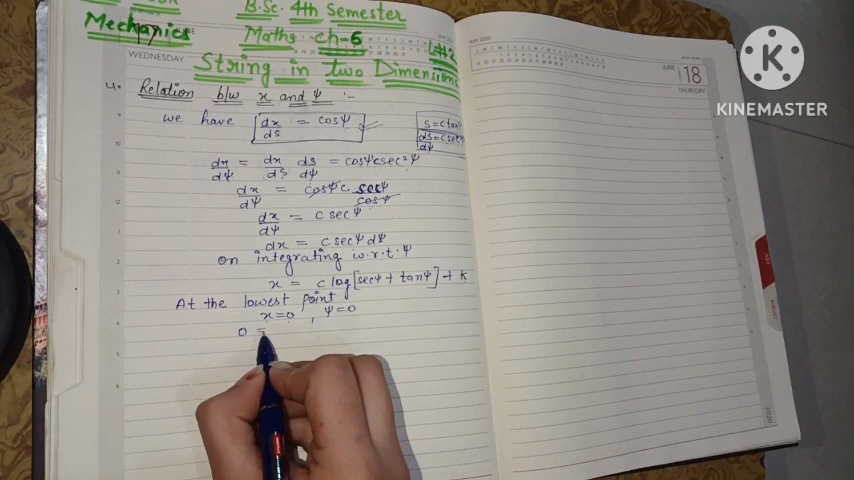 B.Sc. 4th Semester
Mechanics Maths ch-6 L#2
WEDNESDAY
String in two Dimensions
4. Relation b/w x and Ψ :-
we have dx/ds = cosΨ
S = c tanΨ
ds/dΨ = c sec²Ψ
dx/dΨ = dx/ds ds/dΨ = cosΨ c sec²Ψ
dx/dΨ = cosΨ c secΨ/cosΨ
dx/dΨ = c secΨ
dx = c secΨ dΨ
on integrating w.r.t. Ψ
x = c log[secΨ + tanΨ] + K
At the lowest point
x=0 , Ψ=0
0 =
JUNE 18
THURSDAY
2020
K
KINEMASTER